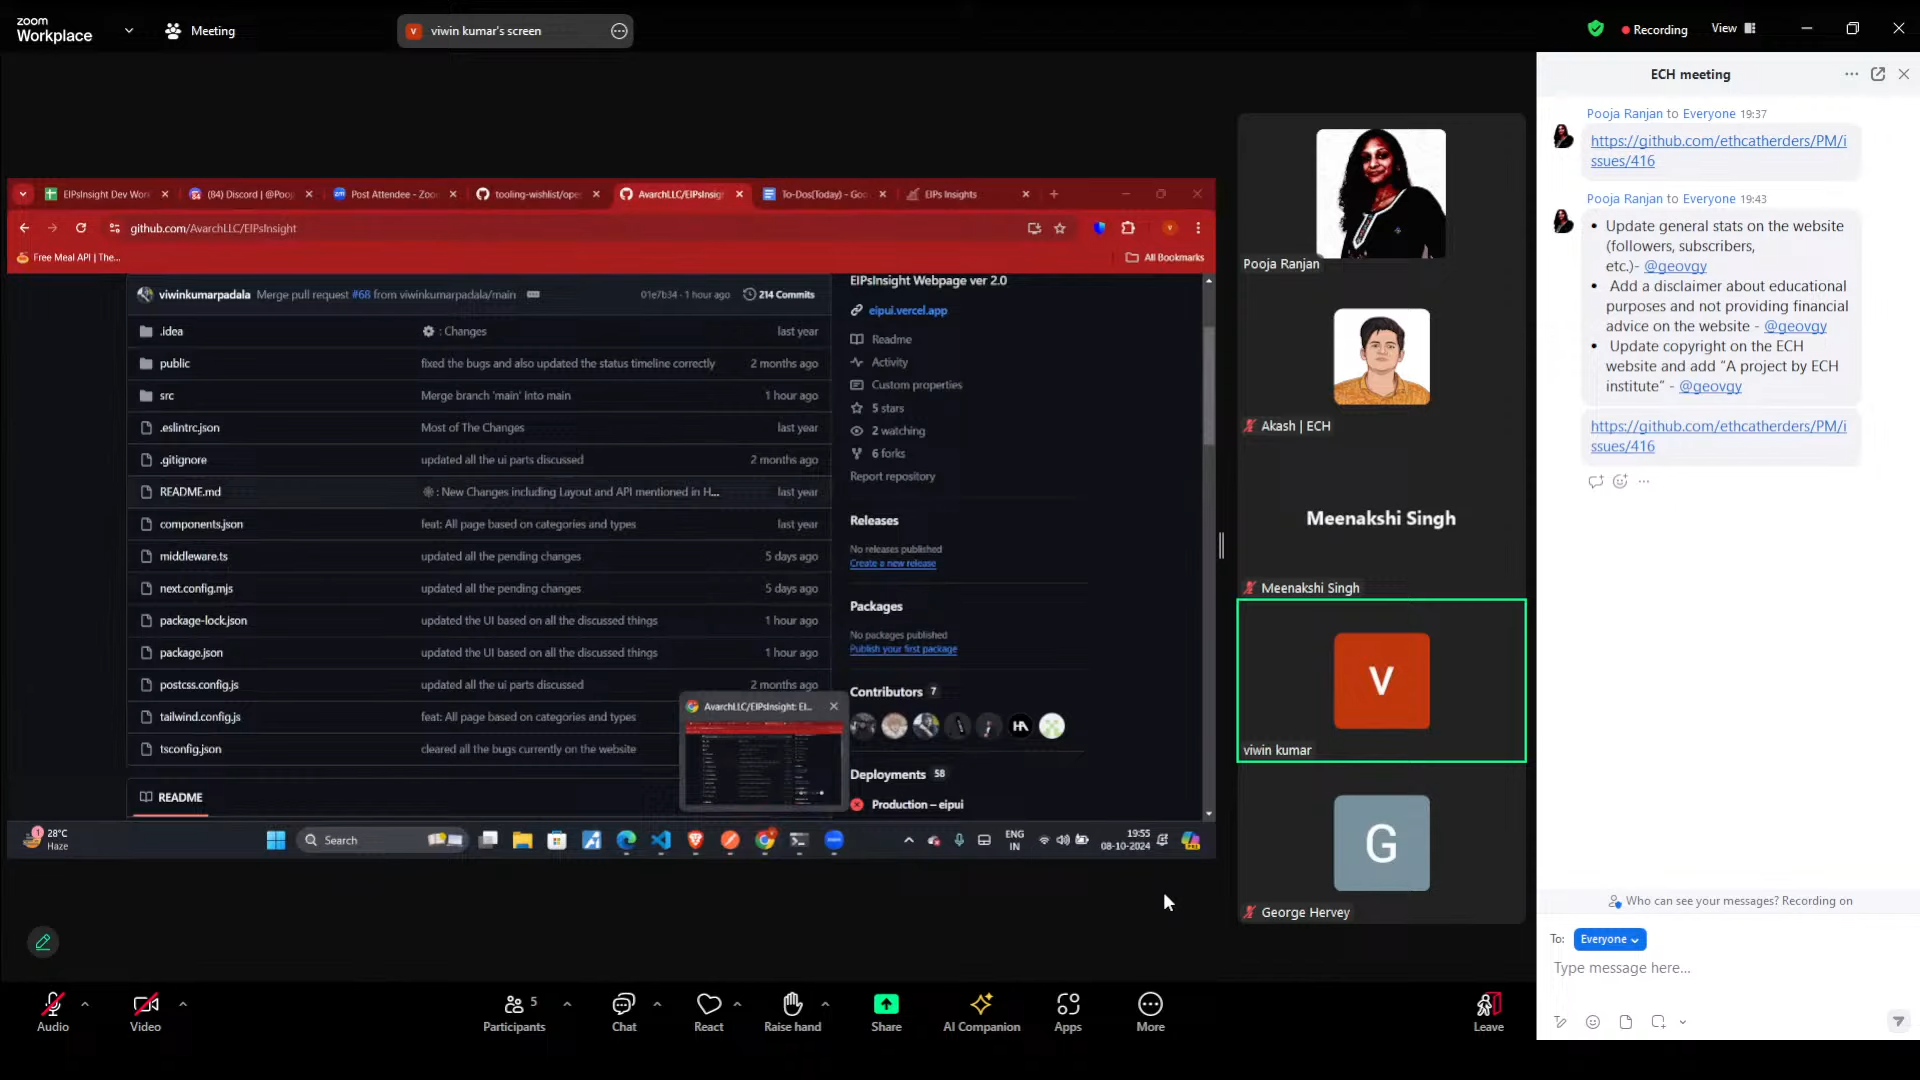 zoom
Workplace
Meeting
V viwin kumar's screen
Recording
View
EIPsInsight Dev Work
(84) Discord | @Pooj
Post Attendee - Zoo
tooling-wishlist/ope
AvarchLLC/EIPsInsig
To-Dos(Today) - Goo
EIPs Insights
github.com/AvarchLLC/EIPsInsight
Free Meal API | The...
All Bookmarks
viwinkumarpadala Merge pull request #68 from viwinkumarpadala/main
01e7b34 · 1 hour ago
214 Commits
.idea
: Changes
last year
public
fixed the bugs and also updated the status timeline correctly
2 months ago
src
Merge branch 'main' into main
1 hour ago
.eslintrc.json
Most of The Changes
last year
.gitignore
updated all the ui parts discussed
2 months ago
README.md
: New Changes including Layout and API mentioned in H...
last year
components.json
feat: All page based on categories and types
last year
middleware.ts
updated all the pending changes
5 days ago
next.config.mjs
updated all the pending changes
5 days ago
package-lock.json
updated the UI based on all the discussed things
1 hour ago
package.json
updated the UI based on all the discussed things
1 hour ago
postcss.config.js
updated all the ui parts discussed
2 months ago
tailwind.config.js
feat: All page based on categories and types
tsconfig.json
cleared all the bugs currently on the website
README
EIPsInsight Webpage ver 2.0
eipui.vercel.app
Readme
Activity
Custom properties
5 stars
2 watching
6 forks
Report repository
Releases
No releases published
Create a new release
Packages
No packages published
Publish your first package
Contributors 7
HA
Deployments 58
Production – eipui
AvarchLLC/EIPsInsight: EI...
1
28°C
Haze
Search
ENG
IN
19:55
08-10-2024
Pooja Ranjan
Akash | ECH
Meenakshi Singh
Meenakshi Singh
V
viwin kumar
G
George Hervey
ECH meeting
Pooja Ranjan to Everyone 19:37
https://github.com/ethcatherders/PM/i
ssues/416
Pooja Ranjan to Everyone 19:43
• Update general stats on the website
(followers, subscribers,
etc.)- @geovgy
• Add a disclaimer about educational
purposes and not providing financial
advice on the website - @geovgy
• Update copyright on the ECH
website and add “A project by ECH
institute” - @geovgy
https://github.com/ethcatherders/PM/i
ssues/416
Who can see your messages? Recording on
To: Everyone
Type message here...
Audio
Video
5
Participants
Chat
React
Raise hand
Share
AI Companion
Apps
More
Leave